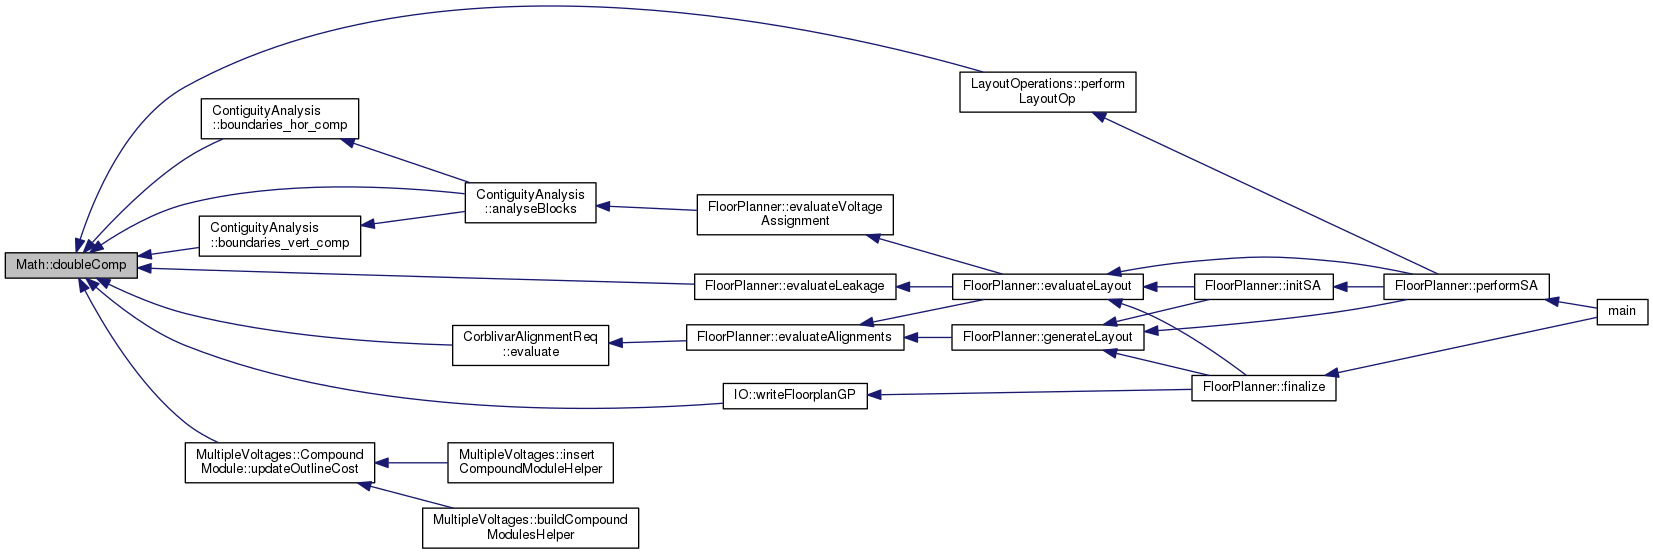 LayoutOperations::perform
LayoutOp
ContiguityAnalysis
::boundaries_hor_comp
ContiguityAnalysis
::analyseBlocks
FloorPlanner::evaluateVoltage
Assignment
ContiguityAnalysis
::boundaries_vert_comp
Math::doubleComp
FloorPlanner::evaluateLeakage
FloorPlanner::evaluateLayout
FloorPlanner::initSA
FloorPlanner::performSA
main
CorblivarAlignmentReq
::evaluate
FloorPlanner::evaluateAlignments
FloorPlanner::generateLayout
FloorPlanner::finalize
IO::writeFloorplanGP
MultipleVoltages::Compound
Module::updateOutlineCost
MultipleVoltages::insert
CompoundModuleHelper
MultipleVoltages::buildCompound
ModulesHelper